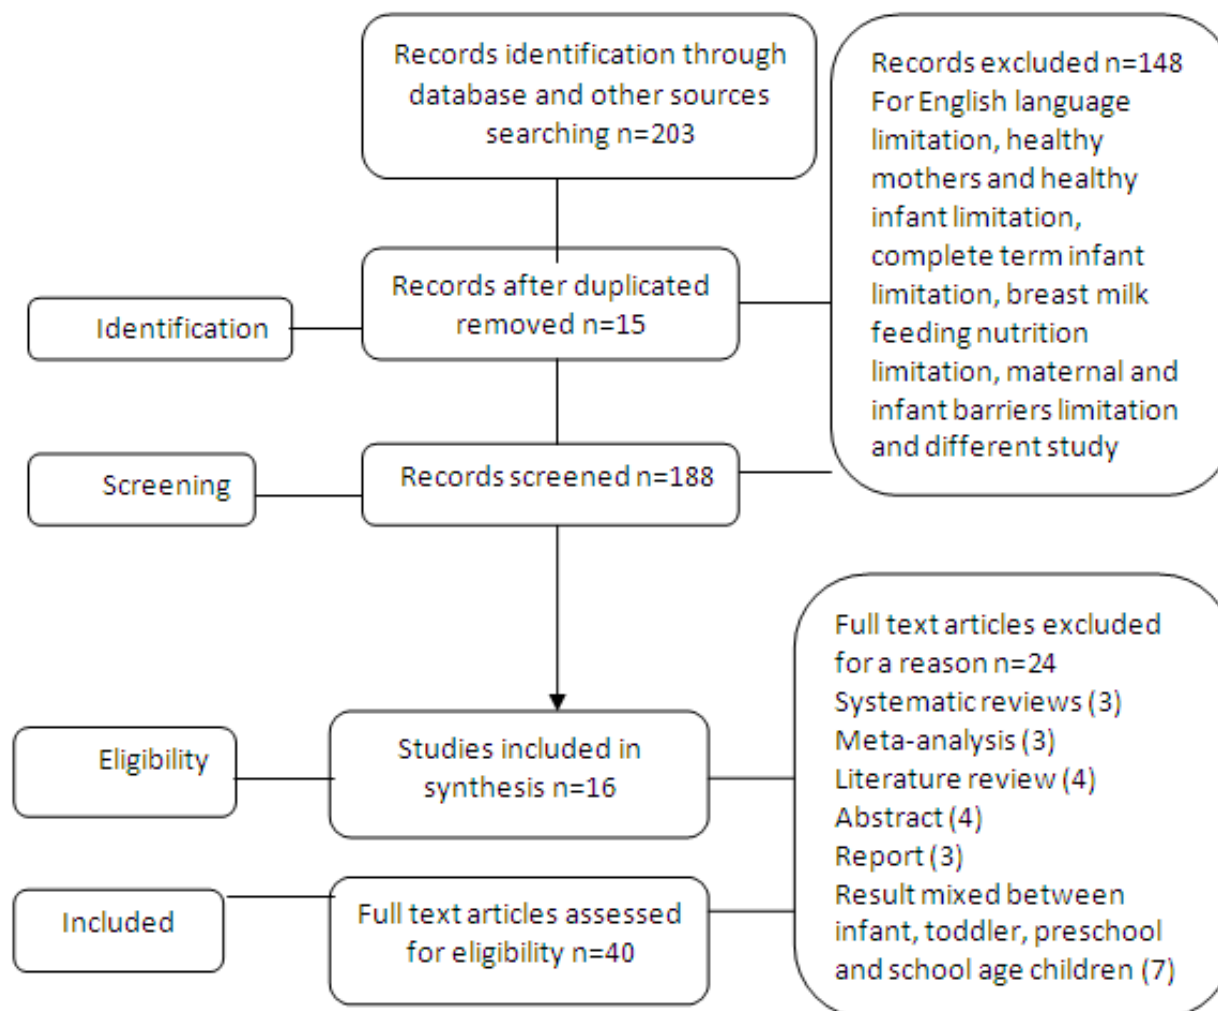 Records identification through
database and other sources
searching n=203
Records excluded n=148
For English language
limitation, healthy
mothers and healthy
infant limitation,
complete term infant
limitation, breast milk
feeding nutrition
limitation, maternal and
infant barriers limitation
and different study
Identification
Records after duplicated
removed n=15
Screening
Records screened n=188
Eligibility
Studies included in
synthesis n=16
Full text articles excluded
for a reason n=24
Systematic reviews (3)
Meta-analysis (3)
Literature review (4)
Abstract (4)
Report (3)
Result mixed between
infant, toddler, preschool
and school age children (7)
Included
Full text articles assessed
for eligibility n=40